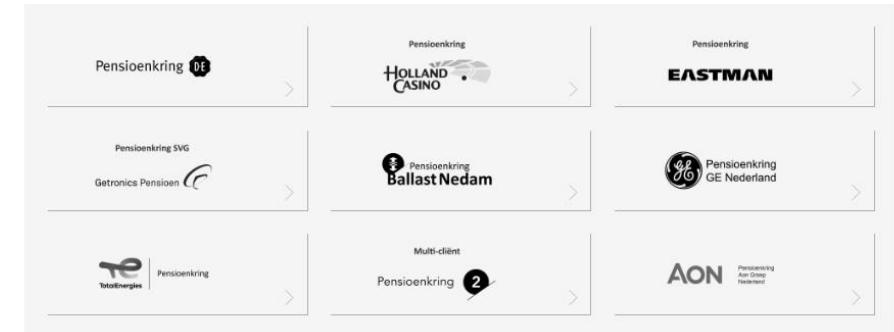 Pensioenkring DE
Pensioenkring
HOLLAND
CASINO
Pensioenkring
EASTMAN
Pensioenkring SVG
Getronics Pensioen
Pensioenkring
Ballast Nedam
GE
Pensioenkring
GE Nederland
TotalEnergies
Pensioenkring
Multi-cliënt
Pensioenkring 2
AON
Pensioenkring
Aon Groep
Nederland